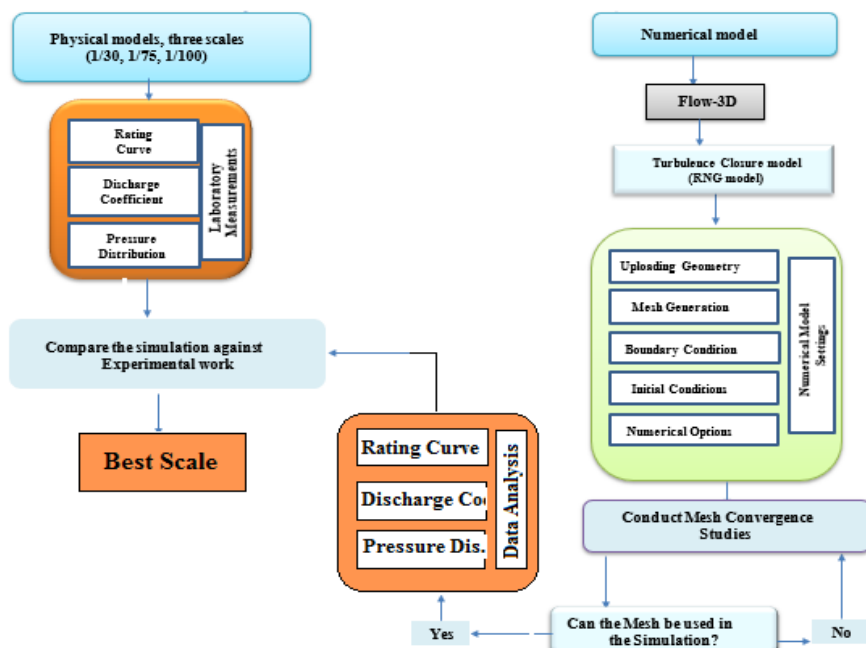 Physical models, three scales
(1/30, 1/75, 1/100)
Rating
Curve
Discharge
Coefficient
Pressure
Distribution
Laboratory
Measurements
Compare the simulation against
Experimental work
Best Scale
Numerical model
Flow-3D
Turbulence Closure model
(RNG model)
Uploading Geometry
Mesh Generation
Boundary Condition
Initial Conditions
Numerical Options
Numerical Model
Settings
Conduct Mesh Convergence
Studies
Can the Mesh be used in
the Simulation?
No
Yes
Rating Curve
Discharge Co
Pressure Dis.
Data Analysis